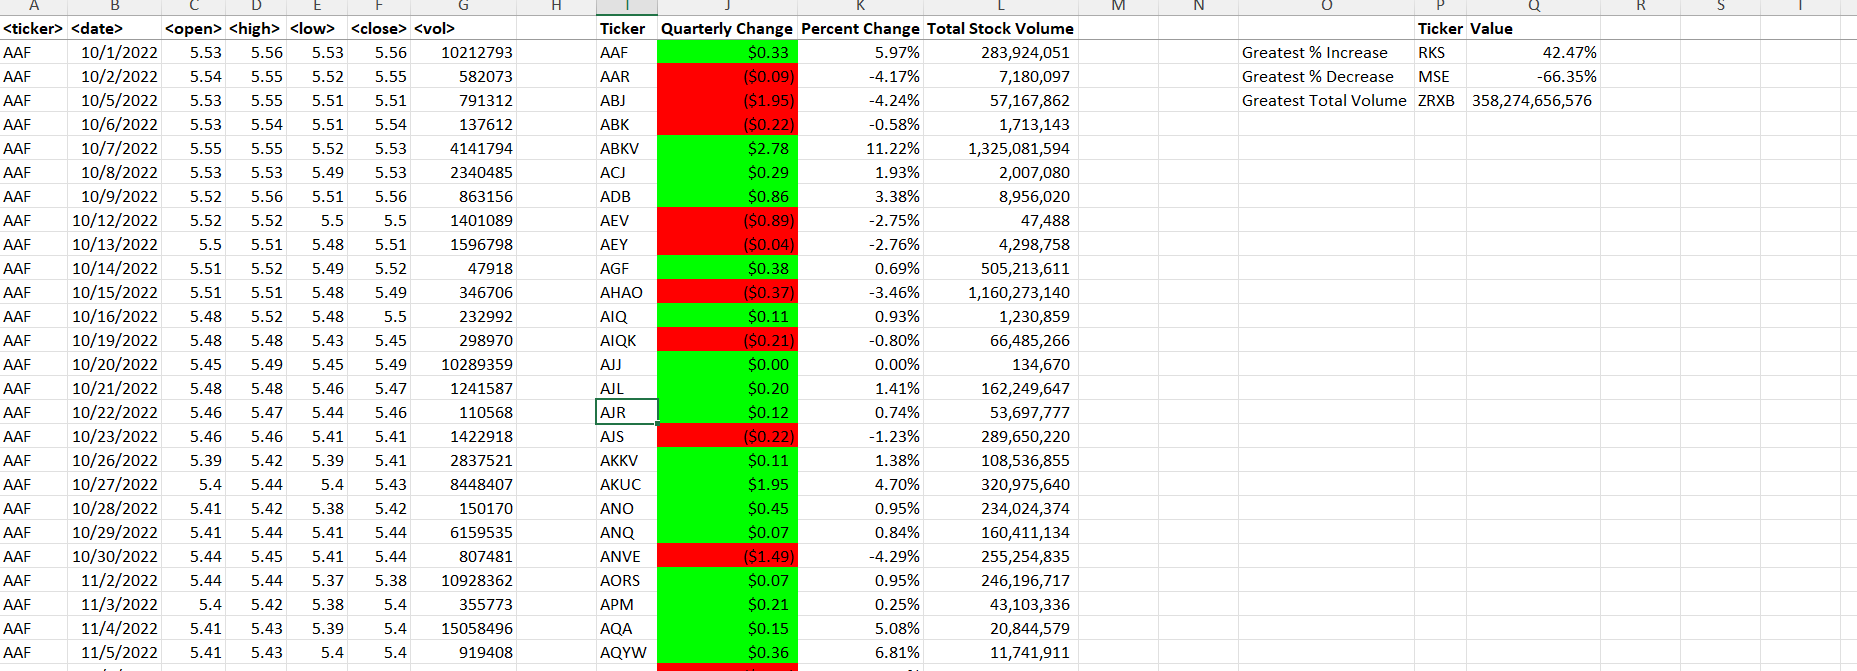 A B C D E F G H I J K L M N O P Q R S T
<ticker> <date> <open> <high> <low> <close> <vol> Ticker Quarterly Change Percent Change Total Stock Volume Ticker Value
AAF 10/1/2022 5.53 5.56 5.53 5.56 10212793 AAF $0.33 5.97% 283,924,051 Greatest % Increase RKS 42.47%
AAF 10/2/2022 5.54 5.55 5.52 5.55 582073 AAR ($0.09) -4.17% 7,180,097 Greatest % Decrease MSE -66.35%
AAF 10/5/2022 5.53 5.55 5.51 5.51 791312 ABJ ($1.95) -4.24% 57,167,862 Greatest Total Volume ZRXB 358,274,656,576
AAF 10/6/2022 5.53 5.54 5.51 5.54 137612 ABK ($0.22) -0.58% 1,713,143
AAF 10/7/2022 5.55 5.55 5.52 5.53 4141794 ABKV $2.78 11.22% 1,325,081,594
AAF 10/8/2022 5.53 5.53 5.49 5.53 2340485 ACJ $0.29 1.93% 2,007,080
AAF 10/9/2022 5.52 5.56 5.51 5.56 863156 ADB $0.86 3.38% 8,956,020
AAF 10/12/2022 5.52 5.52 5.5 5.5 1401089 AEV ($0.89) -2.75% 47,488
AAF 10/13/2022 5.5 5.51 5.48 5.51 1596798 AEY ($0.04) -2.76% 4,298,758
AAF 10/14/2022 5.51 5.52 5.49 5.52 47918 AGF $0.38 0.69% 505,213,611
AAF 10/15/2022 5.51 5.51 5.48 5.49 346706 AHAO ($0.37) -3.46% 1,160,273,140
AAF 10/16/2022 5.48 5.52 5.48 5.5 232992 AIQ $0.11 0.93% 1,230,859
AAF 10/19/2022 5.48 5.48 5.43 5.45 298970 AIQK ($0.21) -0.80% 66,485,266
AAF 10/20/2022 5.45 5.49 5.45 5.49 10289359 AJJ $0.00 0.00% 134,670
AAF 10/21/2022 5.48 5.48 5.46 5.47 1241587 AJL $0.20 1.41% 162,249,647
AAF 10/22/2022 5.46 5.47 5.44 5.46 110568 AJR $0.12 0.74% 53,697,777
AAF 10/23/2022 5.46 5.46 5.41 5.41 1422918 AJS ($0.22) -1.23% 289,650,220
AAF 10/26/2022 5.39 5.42 5.39 5.41 2837521 AKKV $0.11 1.38% 108,536,855
AAF 10/27/2022 5.4 5.44 5.4 5.43 8448407 AKUC $1.95 4.70% 320,975,640
AAF 10/28/2022 5.41 5.42 5.38 5.42 150170 ANO $0.45 0.95% 234,024,374
AAF 10/29/2022 5.41 5.44 5.41 5.44 6159535 ANQ $0.07 0.84% 160,411,134
AAF 10/30/2022 5.44 5.45 5.41 5.44 807481 ANVE ($1.49) -4.29% 255,254,835
AAF 11/2/2022 5.44 5.44 5.37 5.38 10928362 AORS $0.07 0.95% 246,196,717
AAF 11/3/2022 5.4 5.42 5.38 5.4 355773 APM $0.21 0.25% 43,103,336
AAF 11/4/2022 5.41 5.43 5.39 5.4 15058496 AQA $0.15 5.08% 20,844,579
AAF 11/5/2022 5.41 5.43 5.4 5.4 919408 AQYW $0.36 6.81% 11,741,911